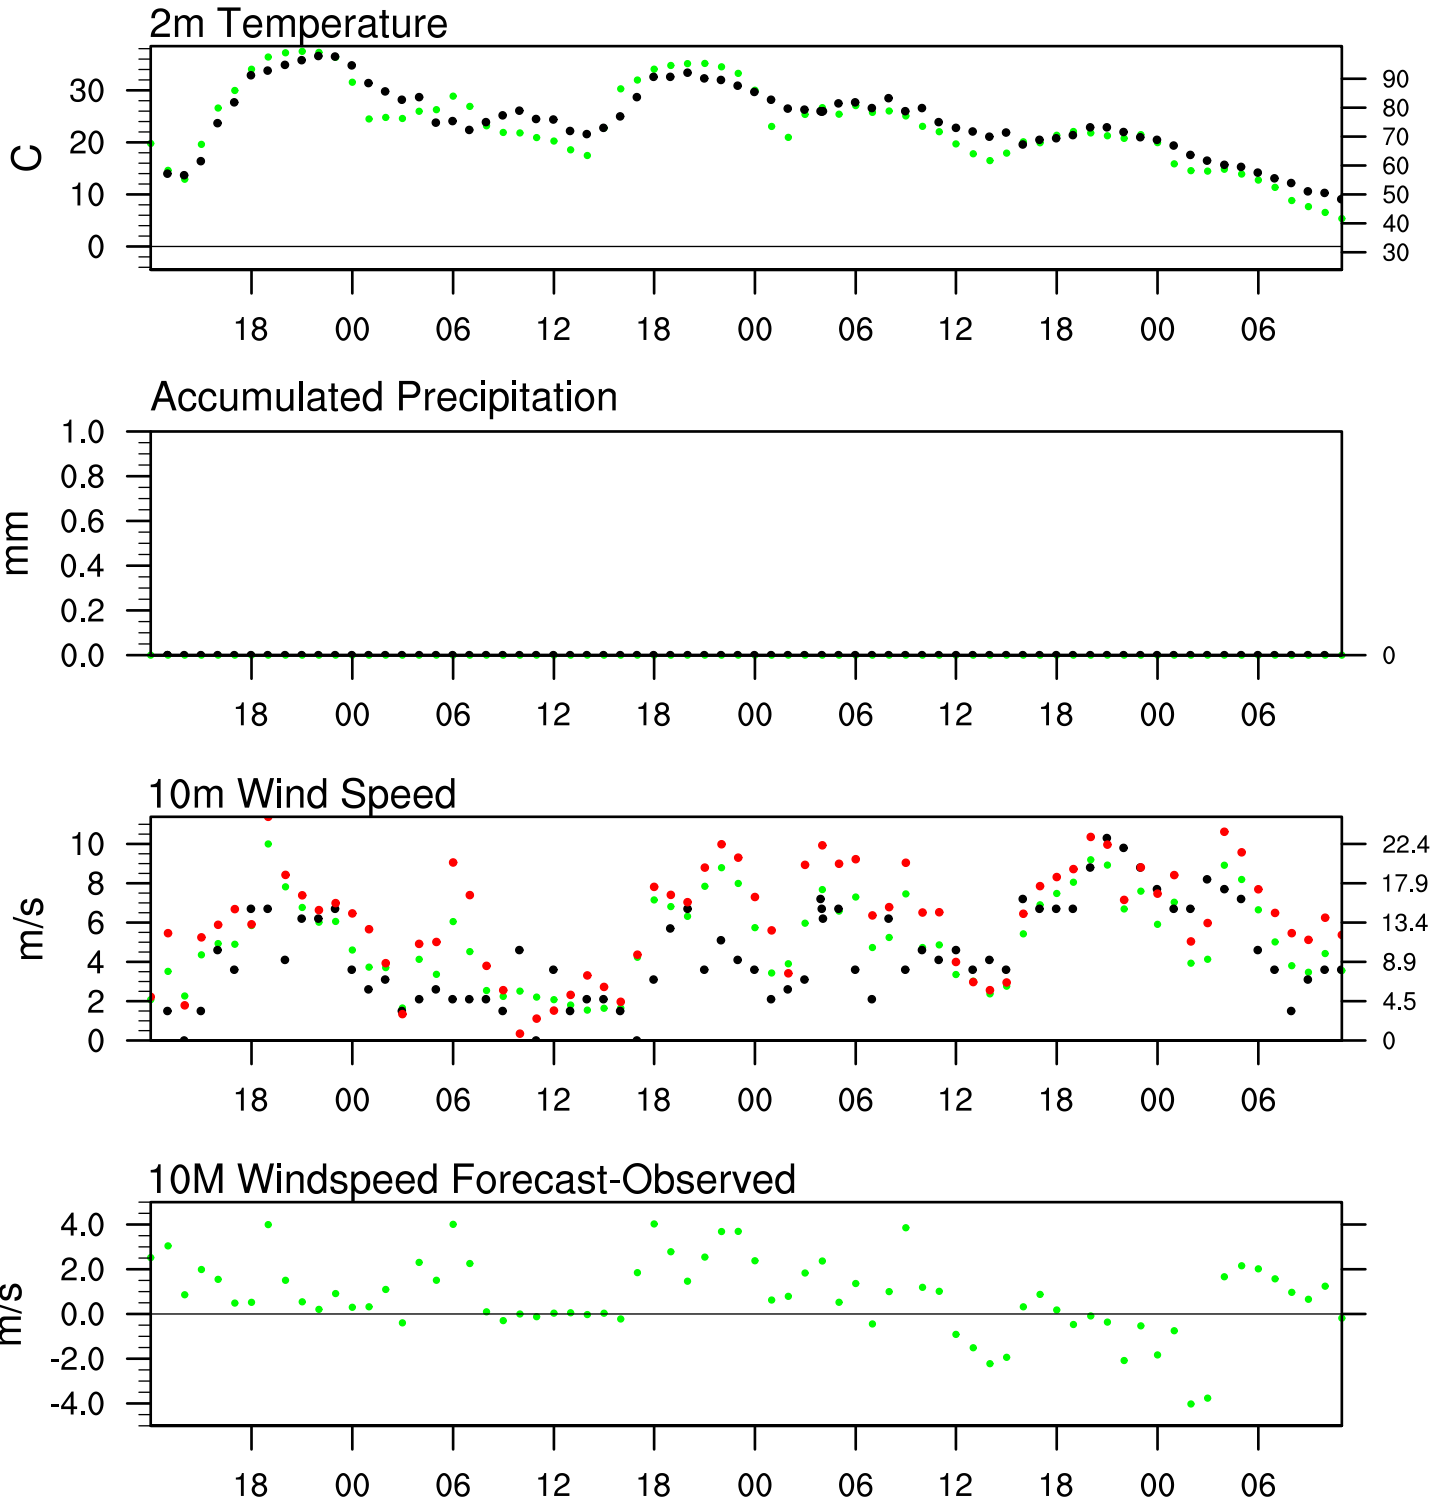 2m Temperature
30
20
10
0
C
90
80
70
60
50
40
30
18 00 06 12 18 00 06 12 18 00 06
Accumulated Precipitation
1.0
0.8
0.6
0.4
0.2
0.0
mm
0
18 00 06 12 18 00 06 12 18 00 06
10m Wind Speed
10
8
6
4
2
0
m/s
22.4
17.9
13.4
8.9
4.5
0
18 00 06 12 18 00 06 12 18 00 06
10M Windspeed Forecast-Observed
4.0
2.0
0.0
-2.0
-4.0
m/s
18 00 06 12 18 00 06 12 18 00 06